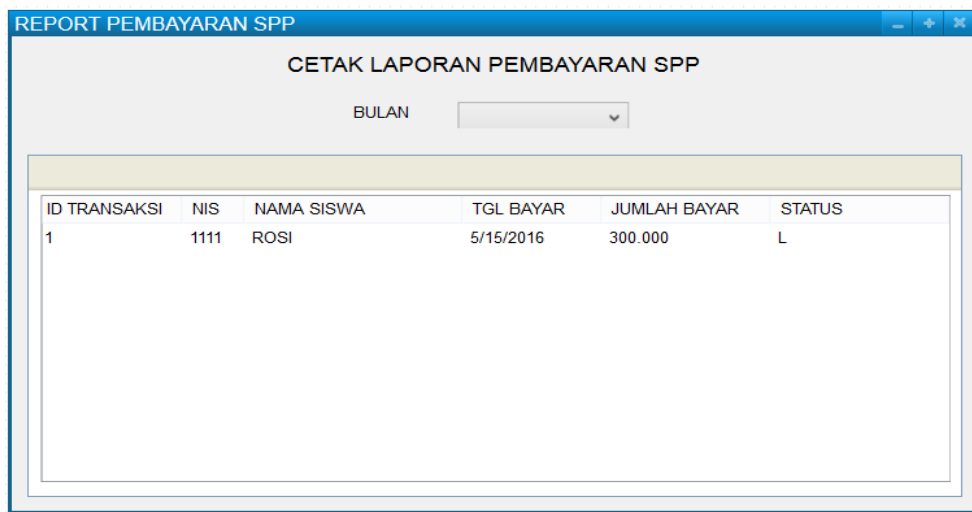 REPORT PEMBAYARAN SPP
CETAK LAPORAN PEMBAYARAN SPP
BULAN
ID TRANSAKSI NIS NAMA SISWA TGL BAYAR JUMLAH BAYAR STATUS
1 1111 ROSI 5/15/2016 300.000 L